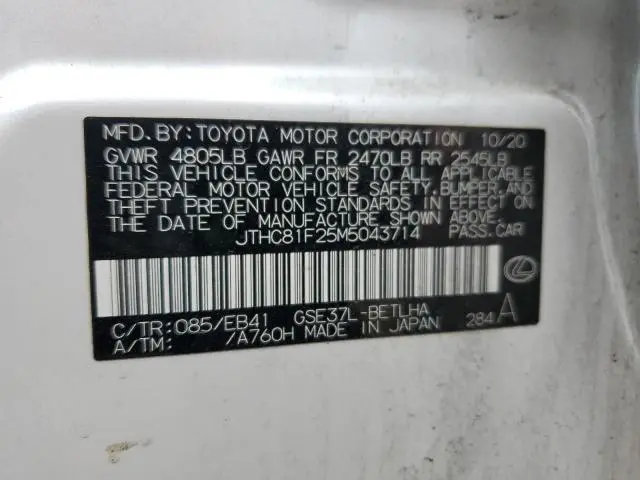 MFD.BY:TOYOTA MOTOR CORPORATION 10/20
GVWR 4805LB GAWR FR 2470LB RR 2545LB
THIS VEHICLE CONFORMS TO ALL APPLICABLE
FEDERAL MOTOR VEHICLE SAFETY,BUMPER,AND
THEFT PREVENTION STANDARDS IN EFFECT ON
THE DATE OF MANUFACTURE SHOWN ABOVE.
JTHC81F25M5043714 PASS.CAR
C/TR:085/EB41 GSE37L-BETLHA
A/TM: /A760H MADE IN JAPAN 284 A